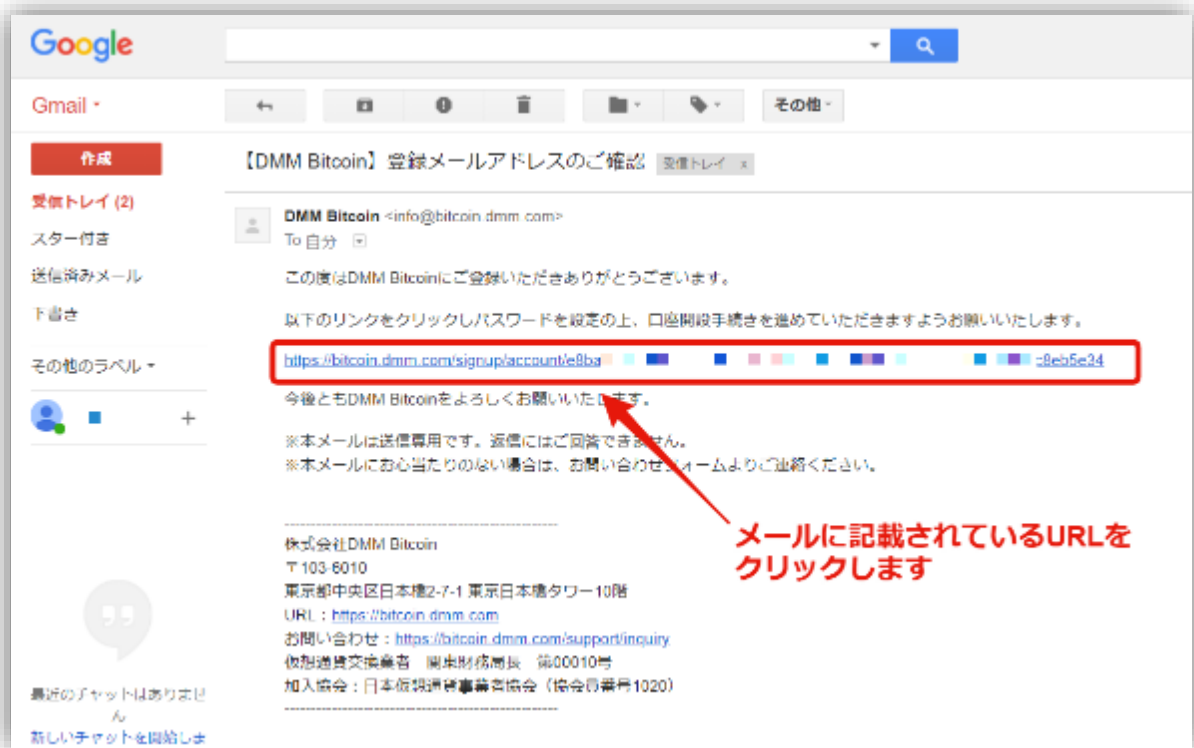 Google
Gmail
その他
作成
【DMM Bitcoin】登録メールアドレスのご確認 受信トレイ x
受信トレイ (2)
スター付き
送信済みメール
下書き
その他のラベル
DMM Bitcoin <info@bitcoin.dmm.com>
To 自分
この度はDMM Bitcoinにご登録いただきありがとうございます。
以下のリンクをクリックしパスワードを設定の上、口座開設手続きを進めていただきますようお願いいたします。
https://bitcoin.dmm.com/signup/account/e8ba c8eb5e34
今後ともDMM Bitcoinをよろしくお願いいたします。
※本メールは送信専用です。返信にはご回答できません。
※本メールにお心当たりのない場合は、お問い合わせフォームよりご連絡ください。
メールに記載されているURLを
クリックします
株式会社DMM Bitcoin
〒103-6010
東京都中央区日本橋2-7-1 東京日本橋タワー10階
URL：https://bitcoin.dmm.com
お問い合わせ：https://bitcoin.dmm.com/support/inquiry
仮想通貨交換業者 関東財務局長 第00010号
加入協会：日本仮想通貨事業者協会（協会員番号1020）
最近のチャットはありませ
ん
新しいチャットを開始しま